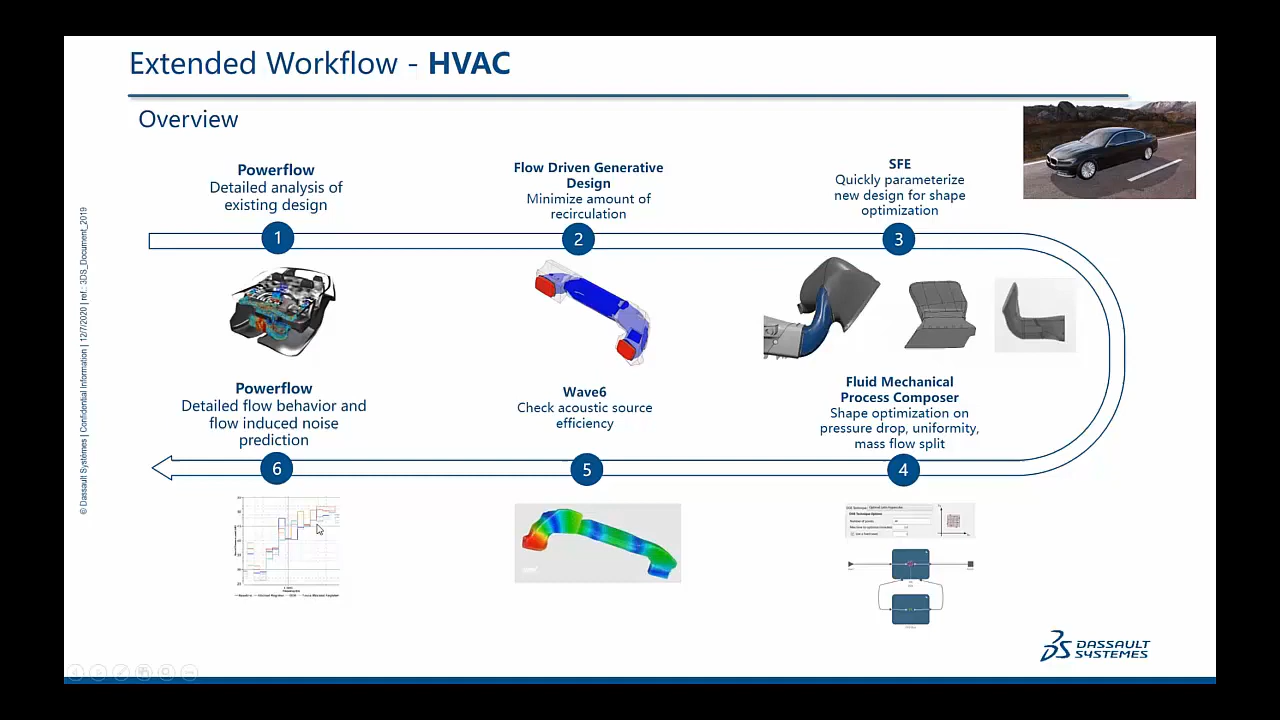 Extended Workflow - HVAC
Overview
Powerflow
Detailed analysis of
existing design
1
Flow Driven Generative
Design
Minimize amount of
recirculation
2
SFE
Quickly parameterize
new design for shape
optimization
3
Fluid Mechanical
Process Composer
Shape optimization on
pressure drop, uniformity,
mass flow split
4
Wave6
Check acoustic source
efficiency
5
Powerflow
Detailed flow behavior and
flow induced noise
prediction
6
© Dassault Systèmes | Confidential Information | 12/7/2020 | ref.: 3DS_Document_2019
DASSAULT
SYSTEMES